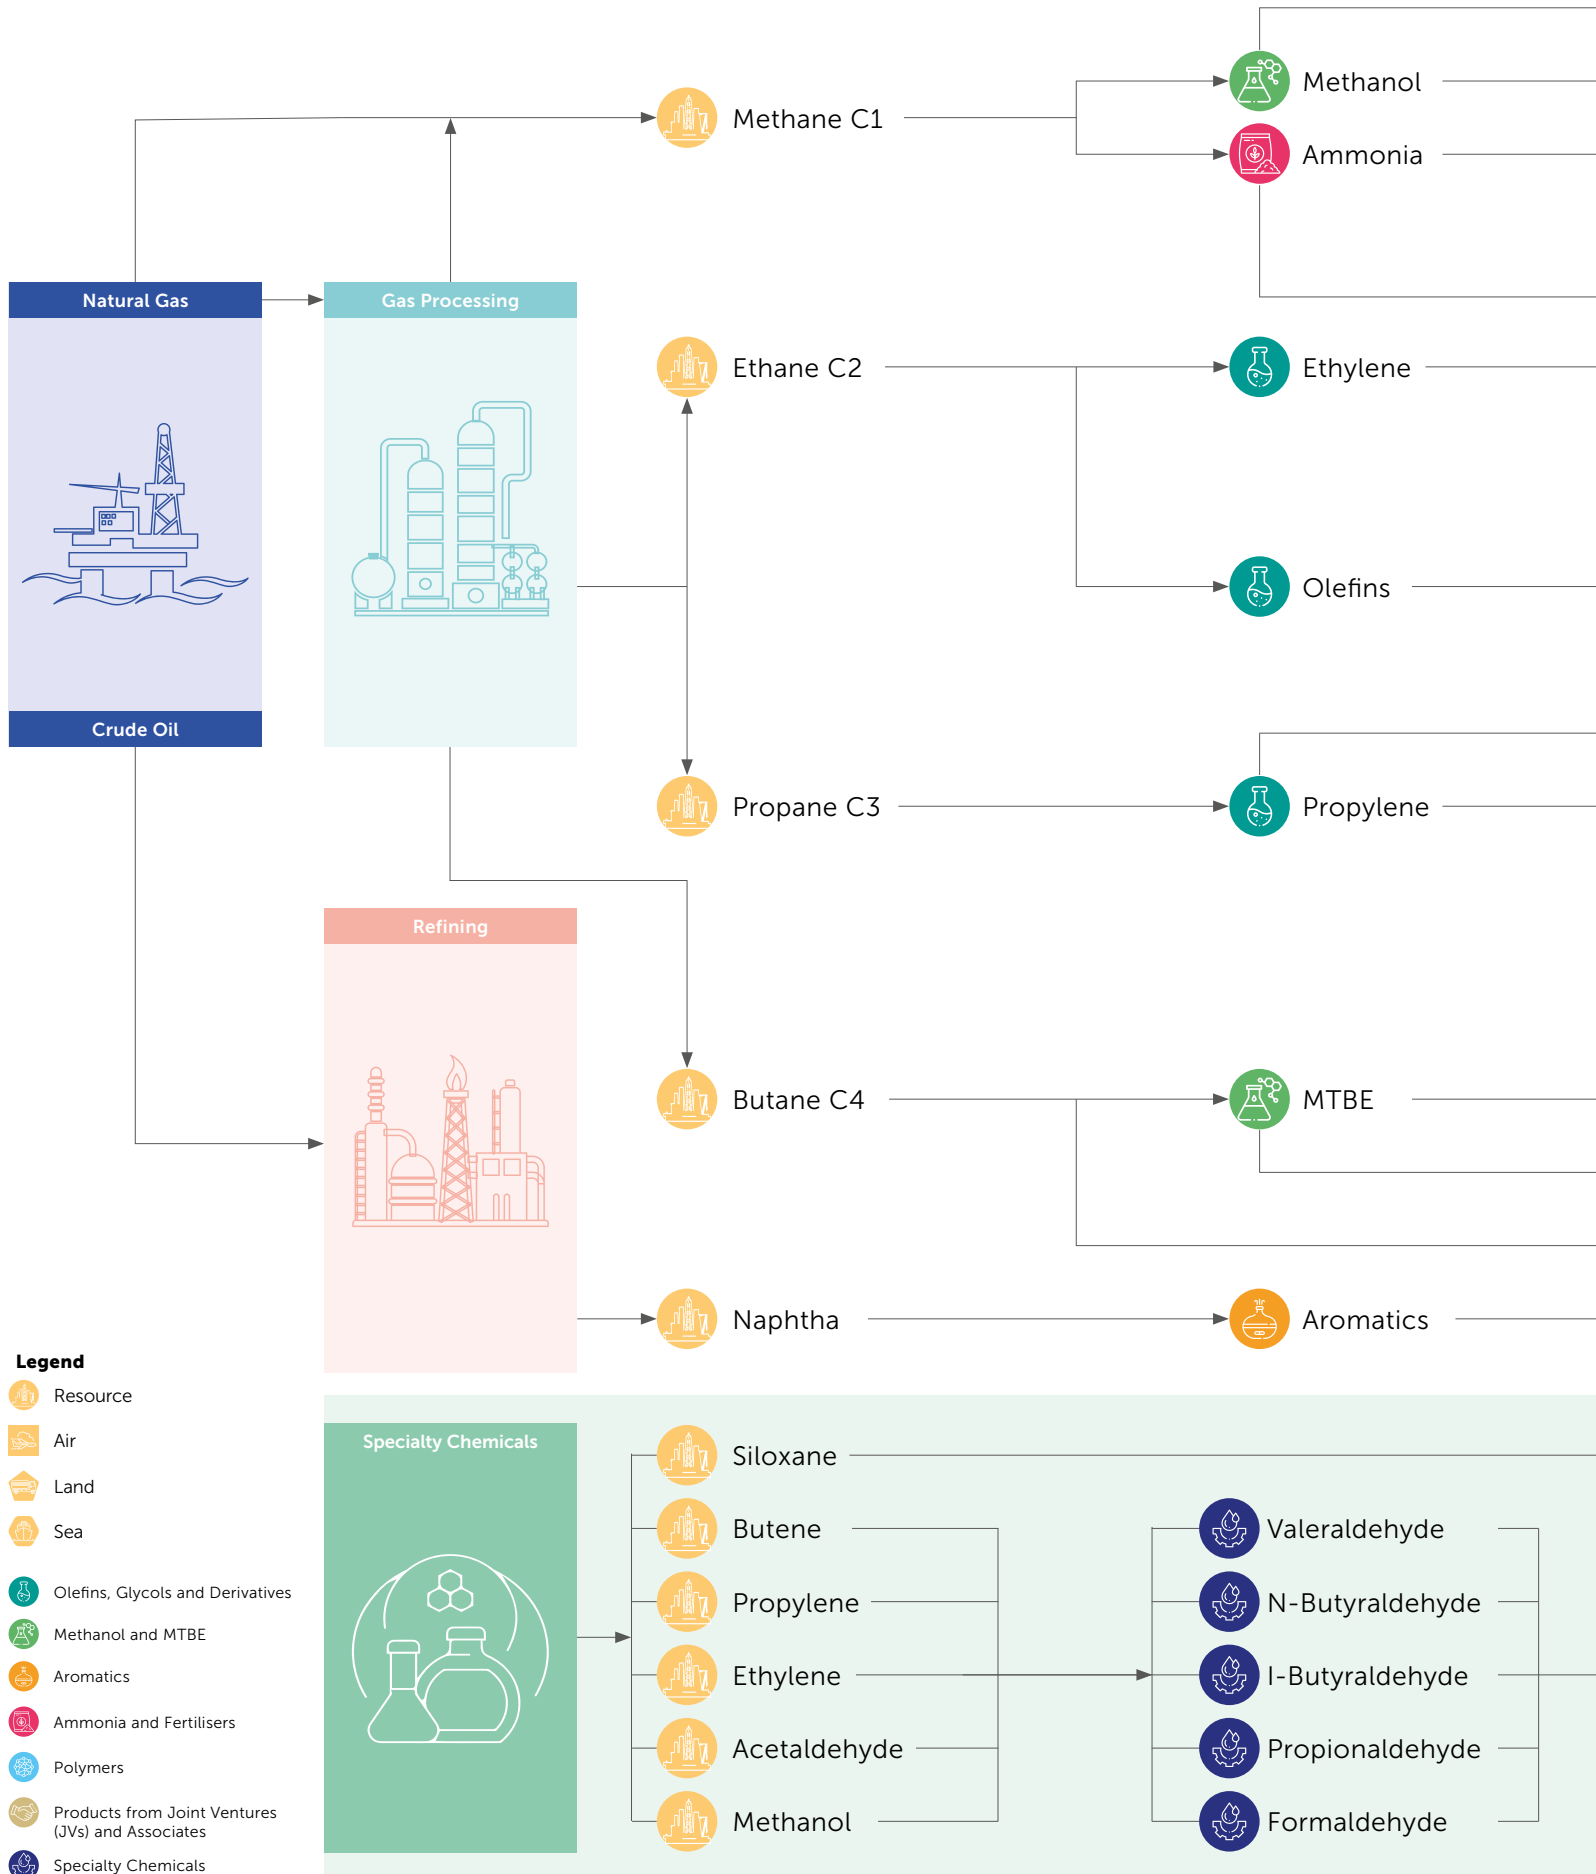 Methane C1
Methanol
Ammonia
Natural Gas
Gas Processing
Ethane C2
Ethylene
Olefins
Crude Oil
Propane C3
Propylene
Refining
Butane C4
MTBE
Naphtha
Aromatics
Legend
Resource
Air
Land
Sea
Olefins, Glycols and Derivatives
Methanol and MTBE
Aromatics
Ammonia and Fertilisers
Polymers
Products from Joint Ventures
(JVs) and Associates
Specialty Chemicals
Specialty Chemicals
Siloxane
Butene
Propylene
Ethylene
Acetaldehyde
Methanol
Valeraldehyde
N-Butyraldehyde
I-Butyraldehyde
Propionaldehyde
Formaldehyde